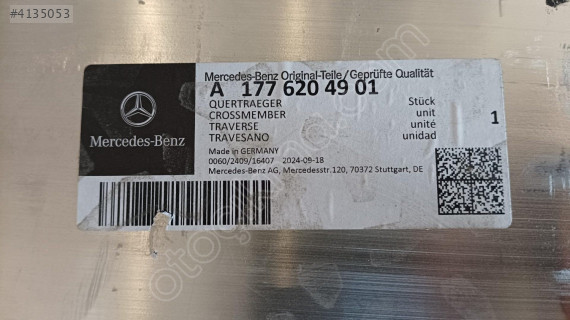 #4135053
Mercedes-Benz Original-Teile/Geprüfte Qualität
A 177 620 49 01
QUERTRAEGER Stück
CROSSMEMBER unit
TRAVERSE unité 1
TRAVESANO unidad
Made in GERMANY
0060/2409/16407 2024-09-18
Mercedes-Benz AG, Mercedesstr.120, 70372 Stuttgart, DE
Mercedes-Benz